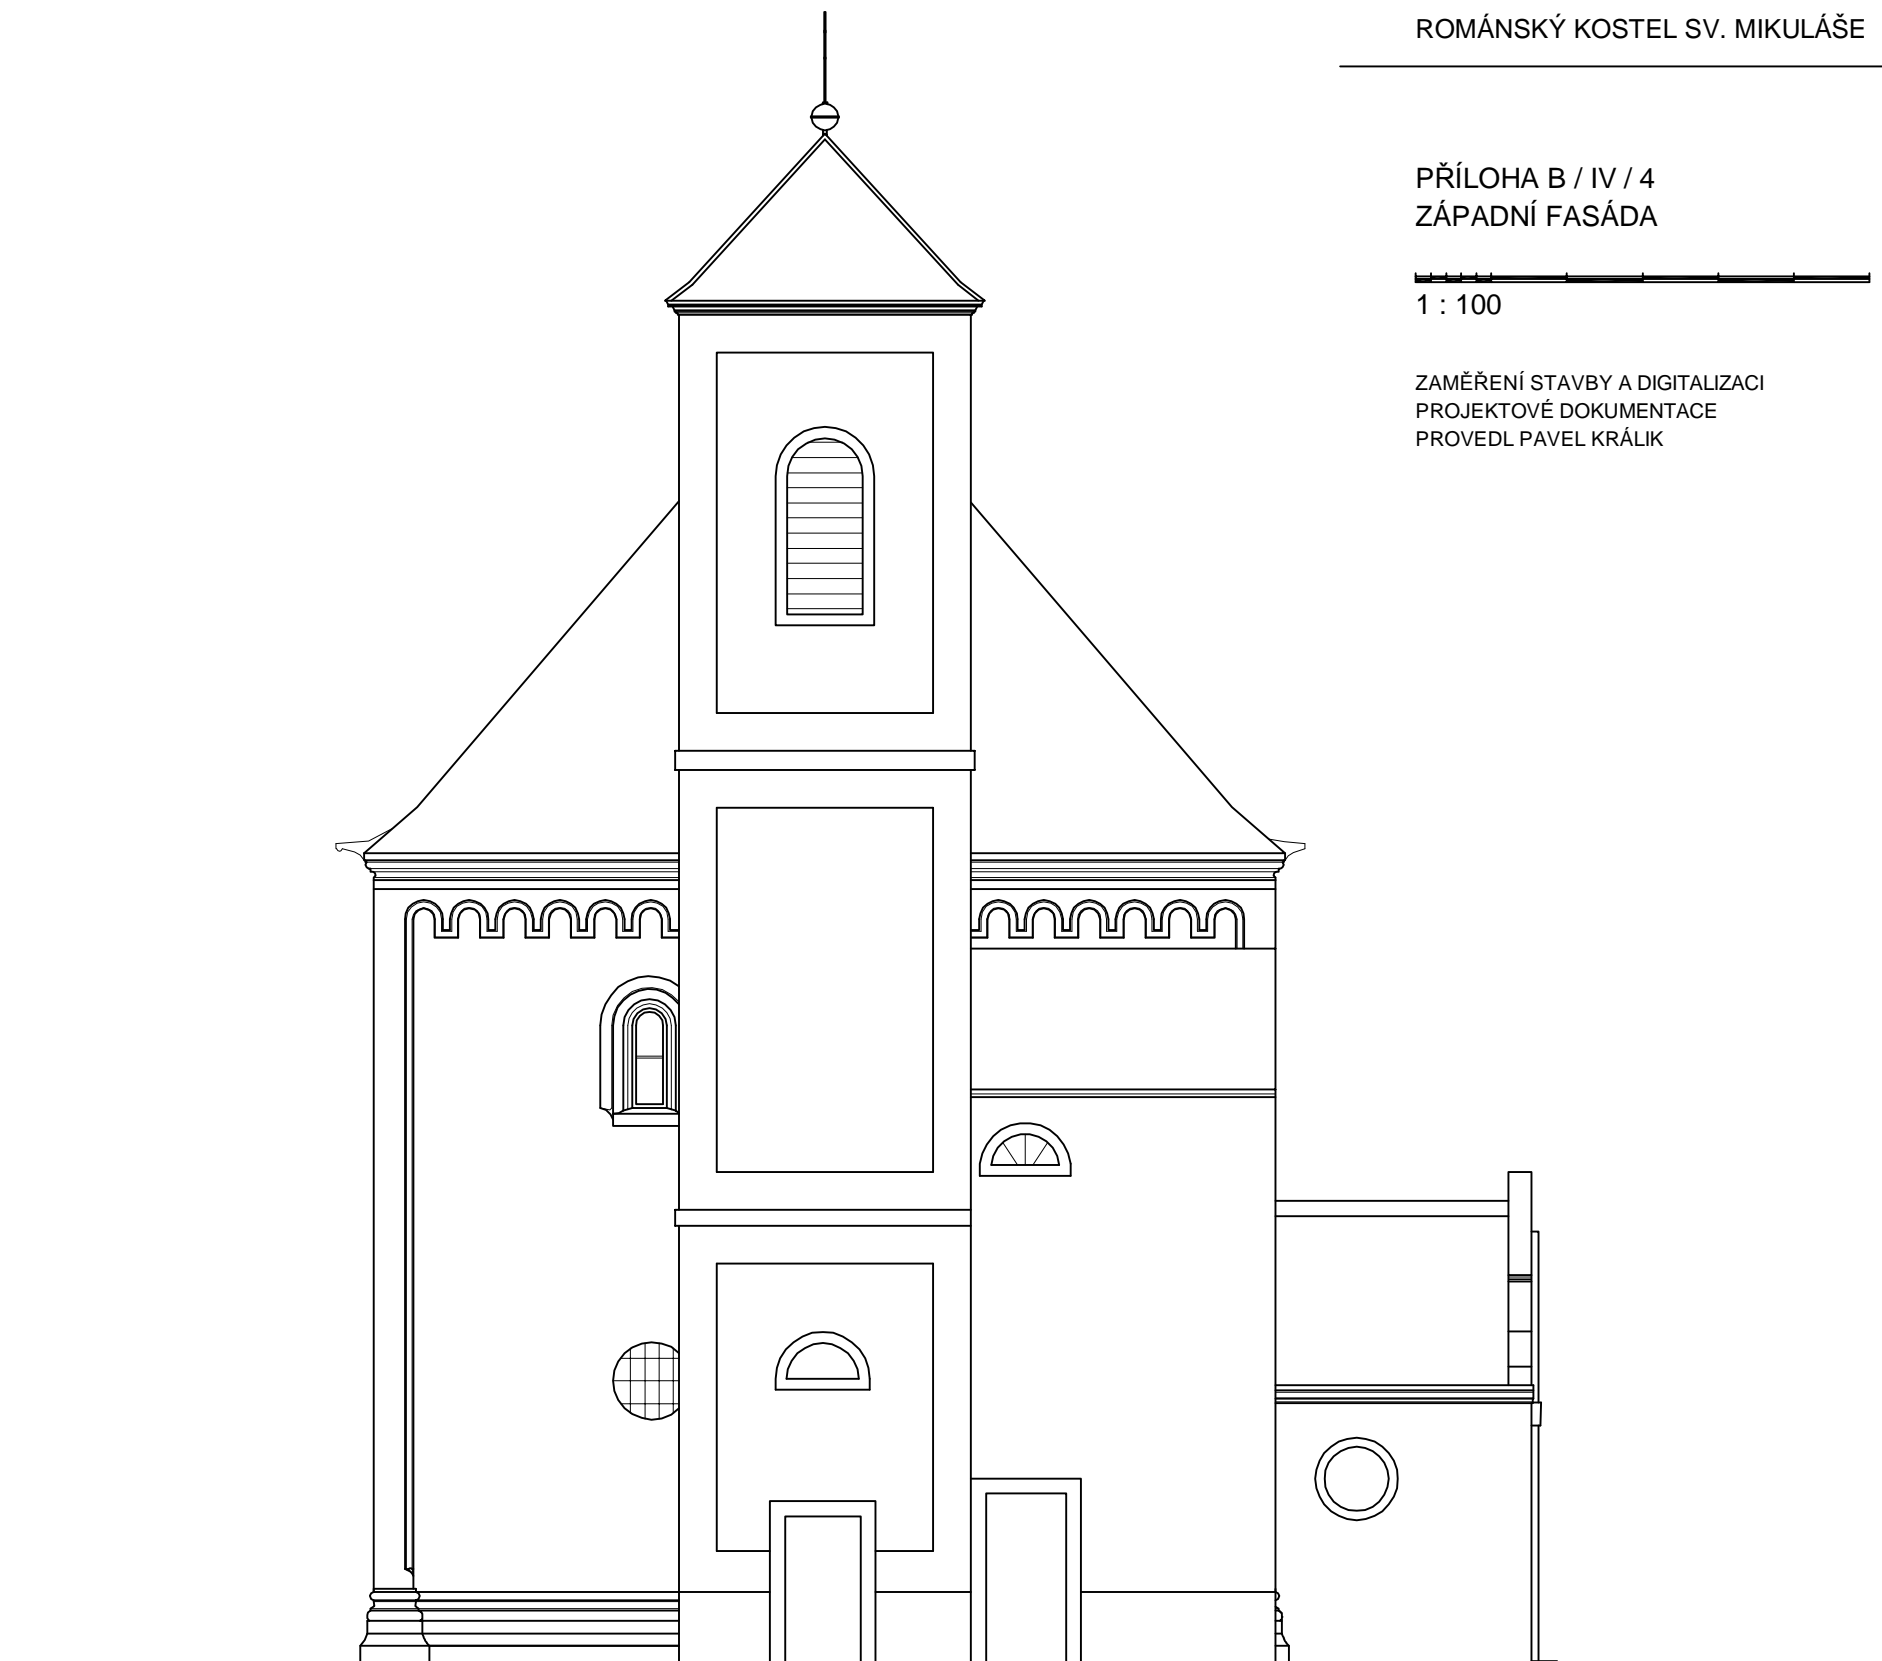 ROMÁNSKÝ KOSTEL SV. MIKULÁŠE
PŘÍLOHA B / IV / 4
ZÁPADNÍ FASÁDA
1 : 100
ZAMĚŘENÍ STAVBY A DIGITALIZACI
PROJEKTOVÉ DOKUMENTACE
PROVEDL PAVEL KRÁLIK